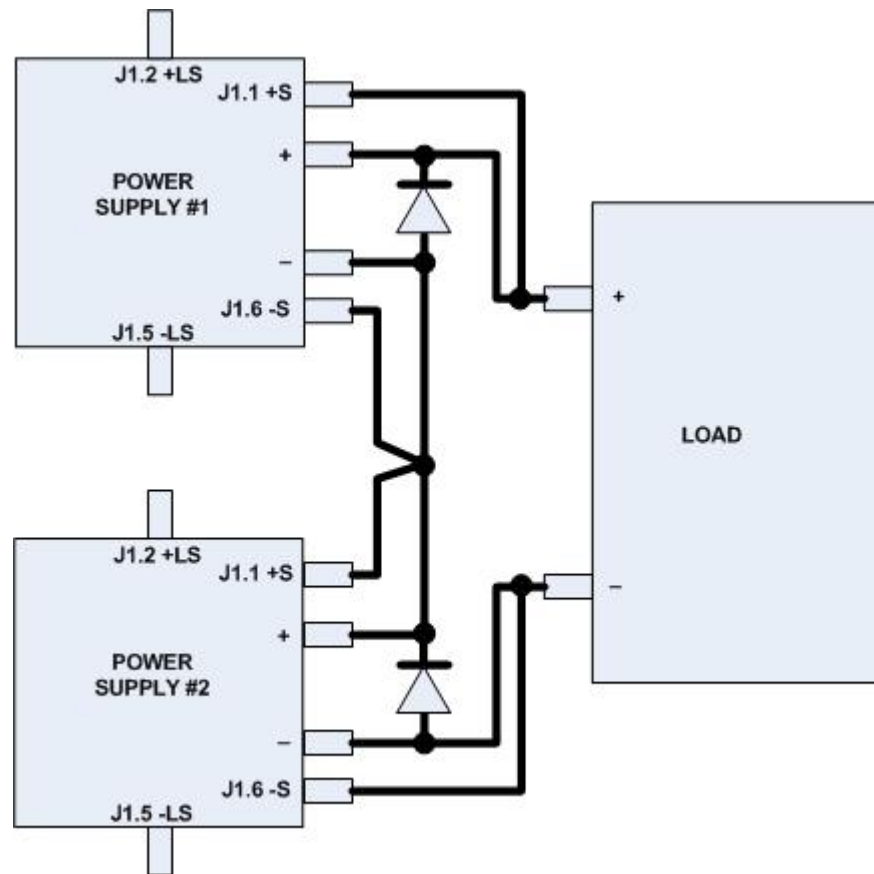 J1.2 +LS
J1.1 +S
+
POWER
SUPPLY #1
–
J1.6 -S
J1.5 -LS
+
LOAD
–
J1.2 +LS
J1.1 +S
+
POWER
SUPPLY #2
–
J1.6 -S
J1.5 -LS